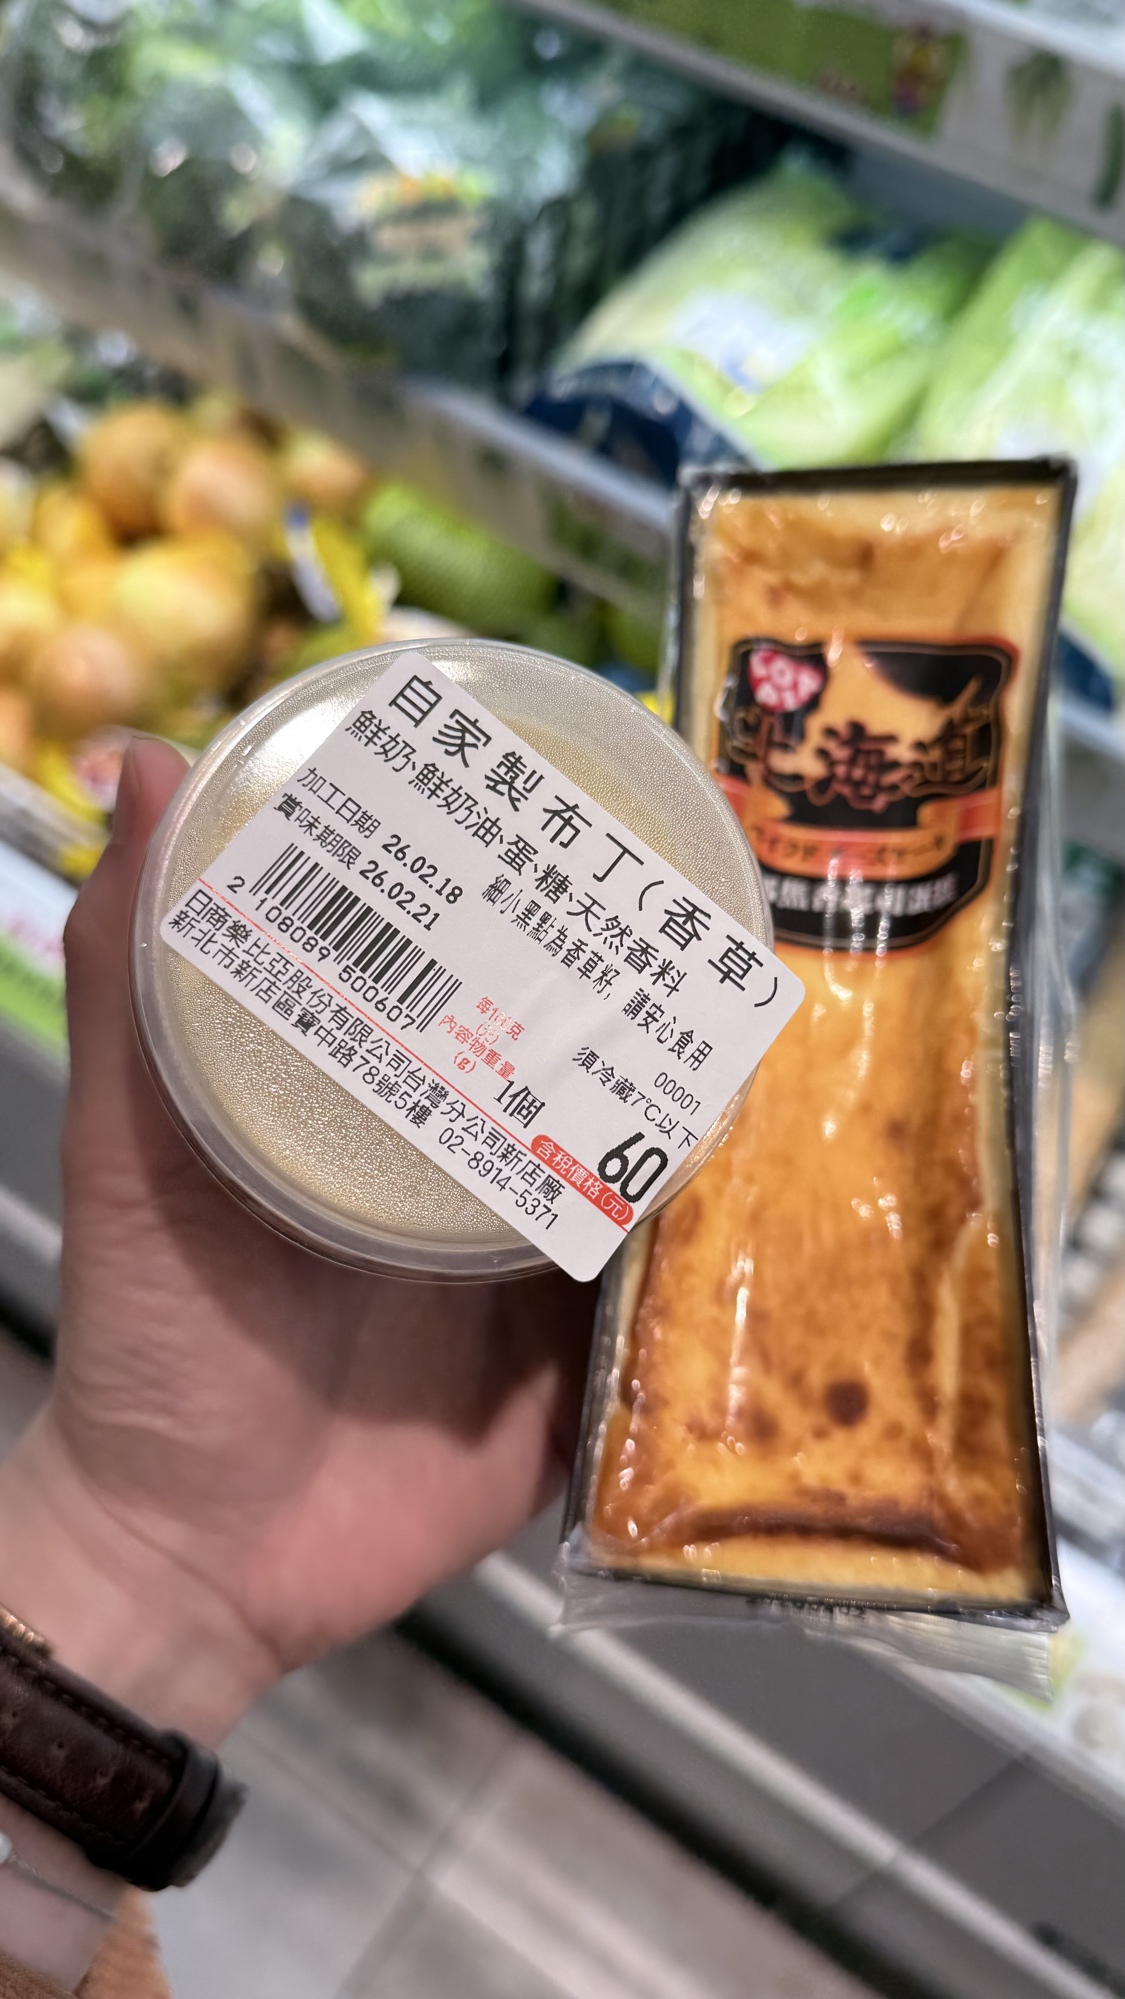 自家製布丁(香草)
鮮奶、鮮奶油、蛋、糖、天然香料
細小黑點為香草籽,請安心食用
加工日期 26.02.18
賞味期限 26.02.21
00001
須冷藏7℃以下
2 108089 500607
內容物重量
(g)
1個
含稅價格(元)
60
日商樂比亞股份有限公司台灣分公司新店廠
新北市新店區寶中路78號5樓 02-8914-5371
北海道